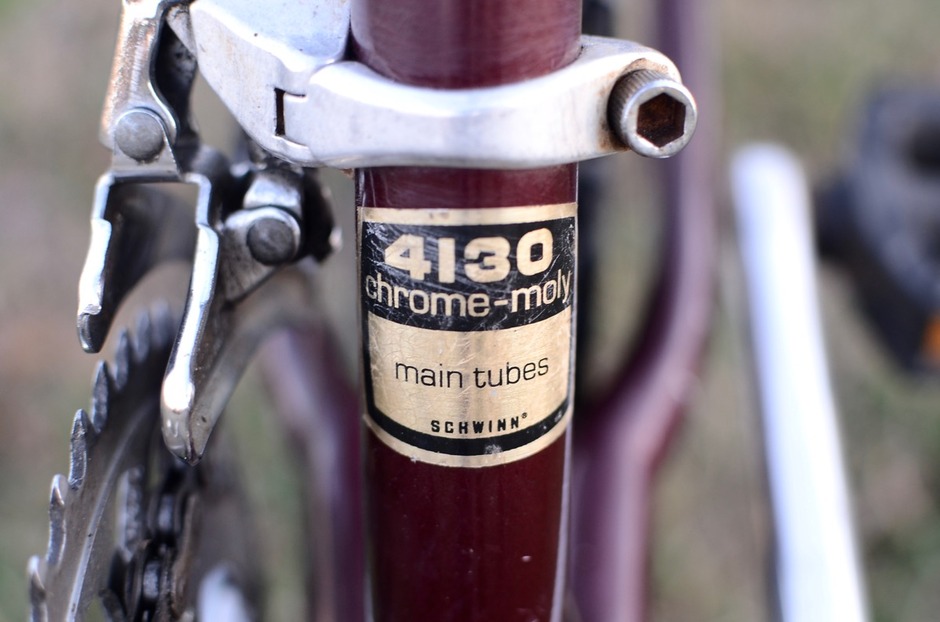 4130
chrome-moly
main tubes
SCHWINN®